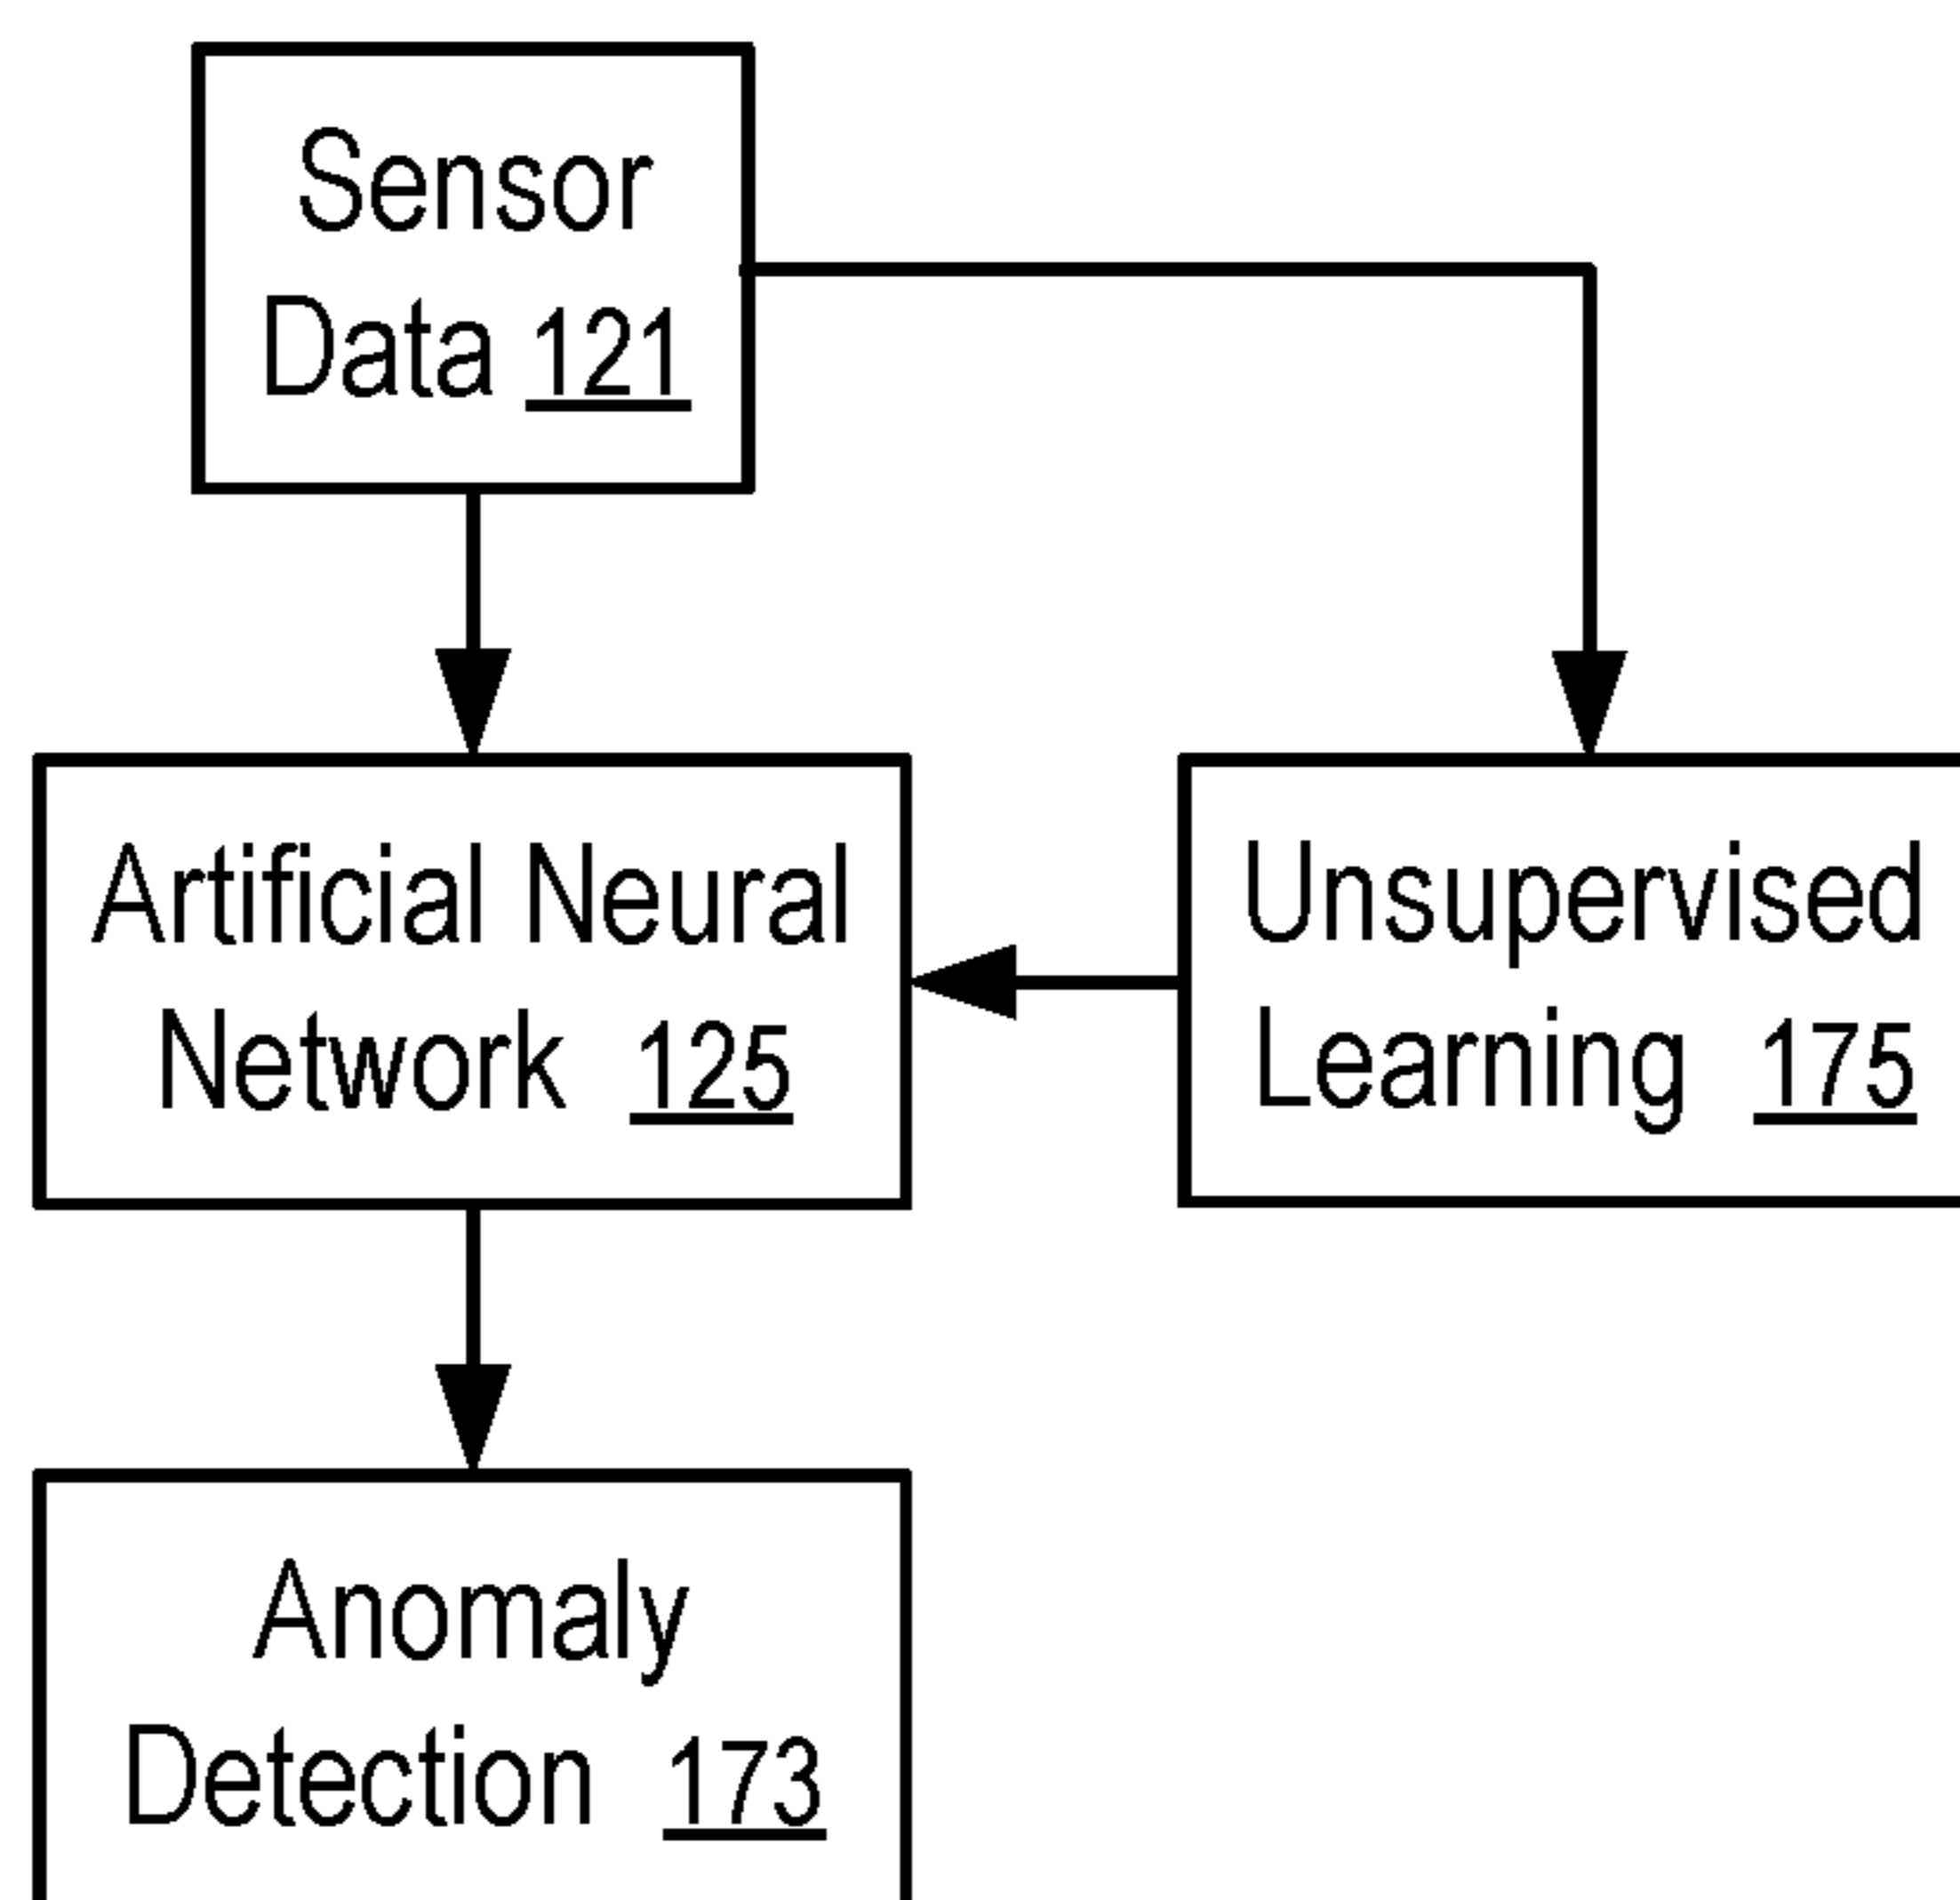 Sensor
Data 121
Artificial Neural
Network 125
Unsupervised
Learning 175
Anomaly
Detection 173